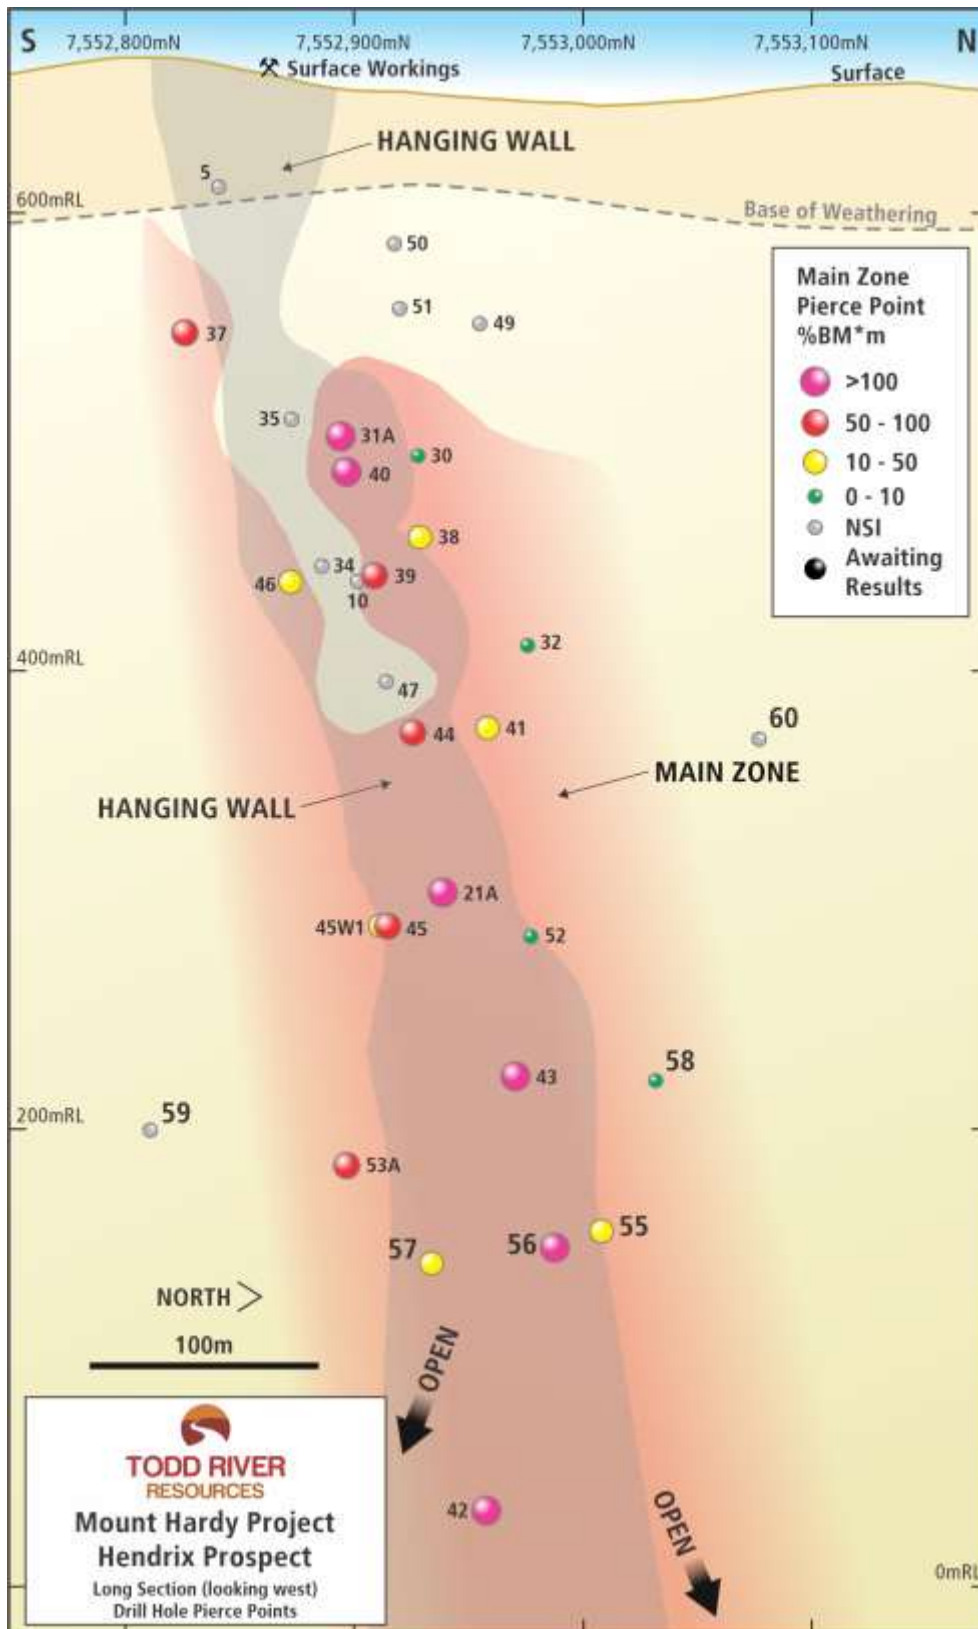 S
7,552,800mN
7,552,900mN
7,553,000mN
7,553,100mN
N
Surface Workings
Surface
HANGING WALL
5
600mRL
Base of Weathering
50
51
49
Main Zone
Pierce Point
%BM*m
>100
50 - 100
10 - 50
0 - 10
NSI
Awaiting
Results
37
35
31A
30
40
38
34
39
46
10
32
400mRL
47
60
44
41
MAIN ZONE
HANGING WALL
21A
45W1
45
52
43
58
200mRL
59
53A
55
56
57
NORTH
100m
OPEN
TODD RIVER
RESOURCES
Mount Hardy Project
Hendrix Prospect
Long Section (looking west)
Drill Hole Pierce Points
42
OPEN
0mRL